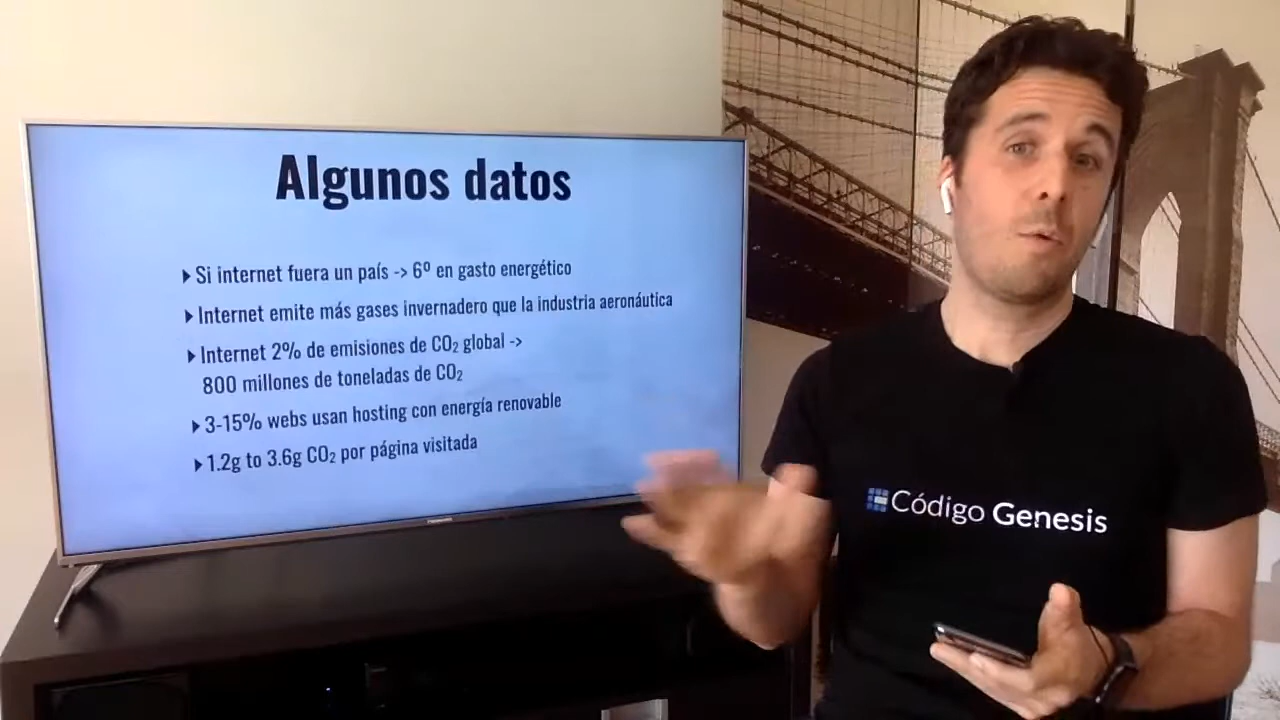 Algunos datos
Si internet fuera un país -> 6º en gasto energético
Internet emite más gases invernadero que la industria aeronáutica
Internet 2% de emisiones de CO₂ global ->
800 millones de toneladas de CO₂
3-15% webs usan hosting con energía renovable
1.2g to 3.6g CO₂ por página visitada
Código Genesis